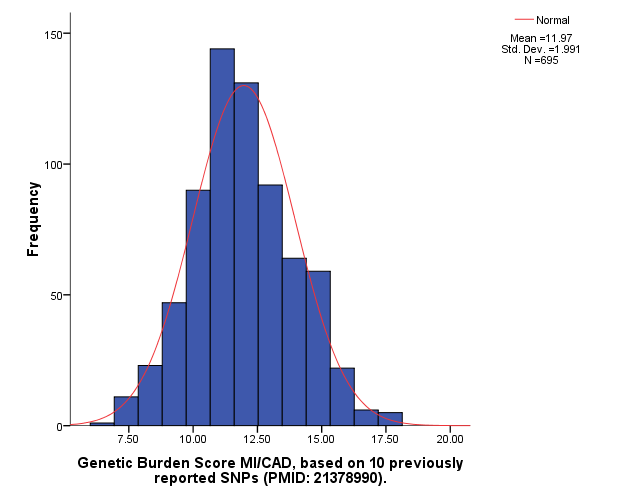 Normal
Mean =11.97
Std. Dev. =1.991
N =695
Frequency
150
100
50
0
7.50 10.00 12.50 15.00 17.50 20.00
Genetic Burden Score MI/CAD, based on 10 previously
reported SNPs (PMID: 21378990).